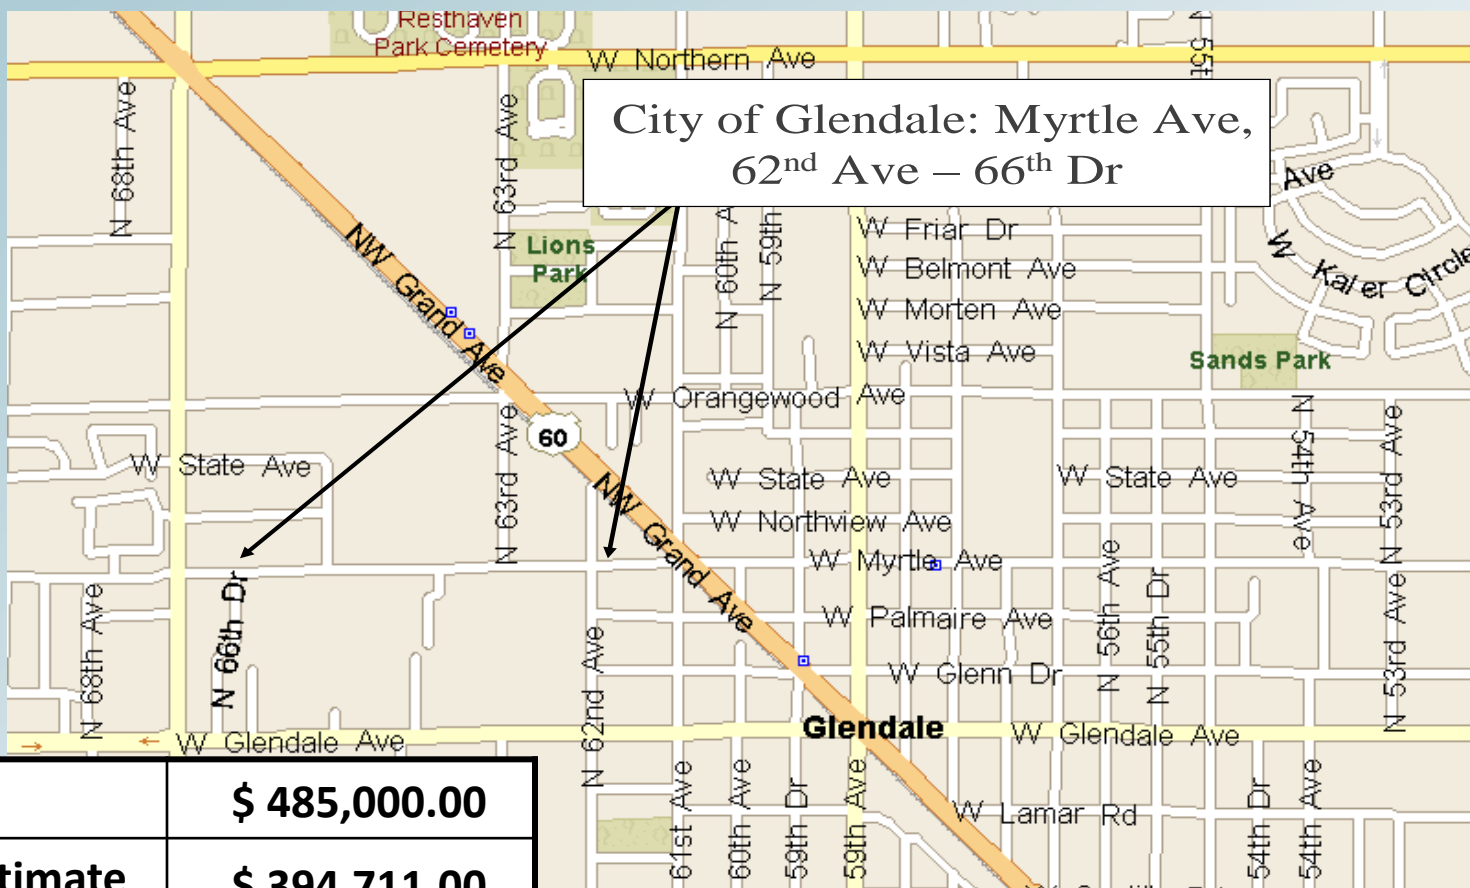 Resthaven
Park Cemetery
W Northern Ave
N 55t
N 68th Ave
N 63rd Ave
City of Glendale: Myrtle Ave,
62nd Ave – 66th Dr
Ave
W Kaler Circle
N 60th A
N 59th
W Friar Dr
Lions
Park
W Belmont Ave
NW Grand Ave
W Morten Ave
W Vista Ave
Sands Park
W Orangewood Ave
60
N 63rd Ave
N 54th Ave
N 53rd Ave
W State Ave
W State Ave
W State Ave
NW Grand Ave
W Northview Ave
W Myrtle Ave
N 68th Ave
N 66th Dr
N 62nd Ave
W Palmaire Ave
N 56th Ave
N 55th Dr
N 53rd Ave
W Glenn Dr
Glendale
W Glendale Ave
W Glendale Ave
61st Ave
60th Ave
59th Dr
59th Ave
W Lamar Rd
54th Dr
54th Ave
$ 485,000.00
timate
$ 394,711.00